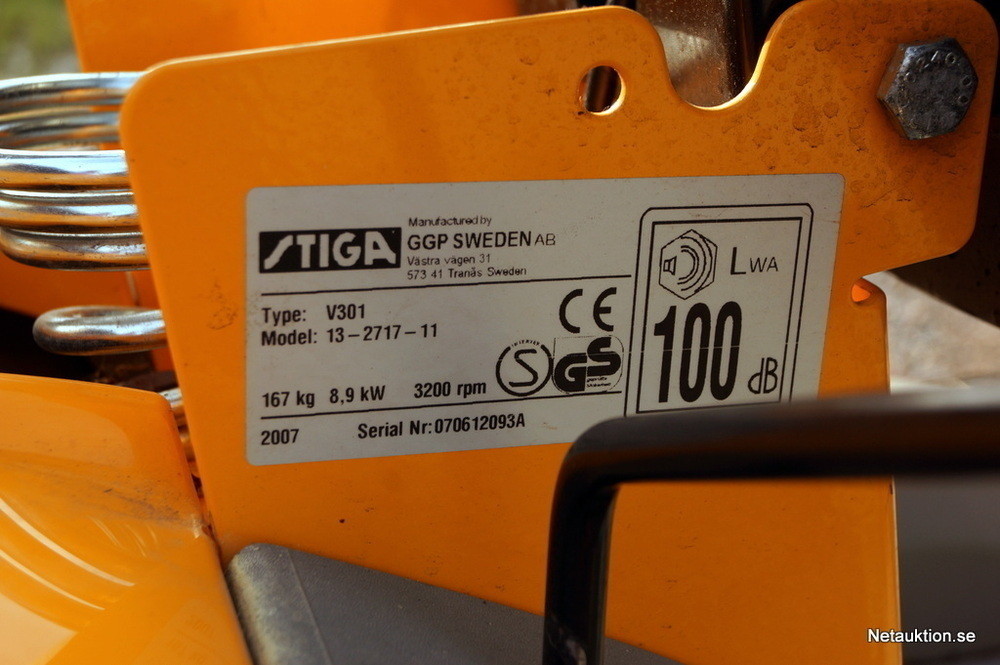 STIGA
Manufactured by
GGP SWEDEN AB
Västra vägen 31
573 41 Tranås Sweden
Type: V301
Model: 13-2717-11
CE
S
GS
167 kg 8,9 kW 3200 rpm
2007 Serial Nr: 070612093A
LWA
100
dB
Netauktion.se